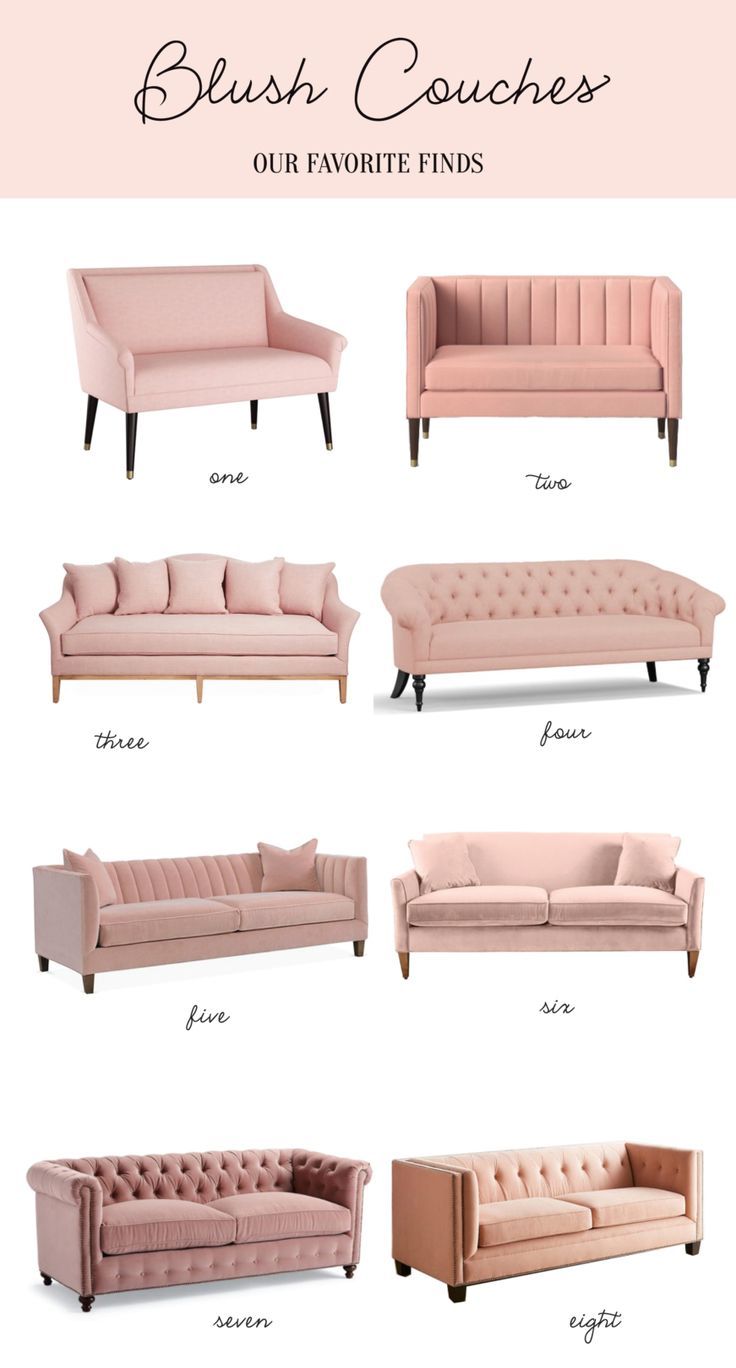 Blush Couches
OUR FAVORITE FINDS
one
two
three
four
five
six
seven
eight